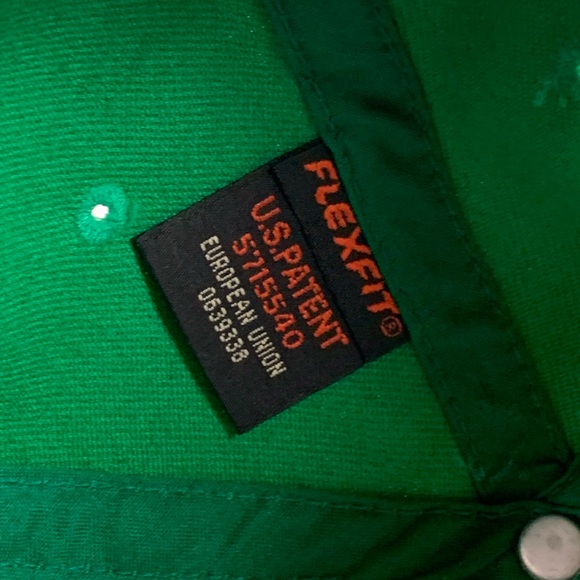 FLEXFIT®
U.S.PATENT
5715540
EUROPEAN UNION
0639338